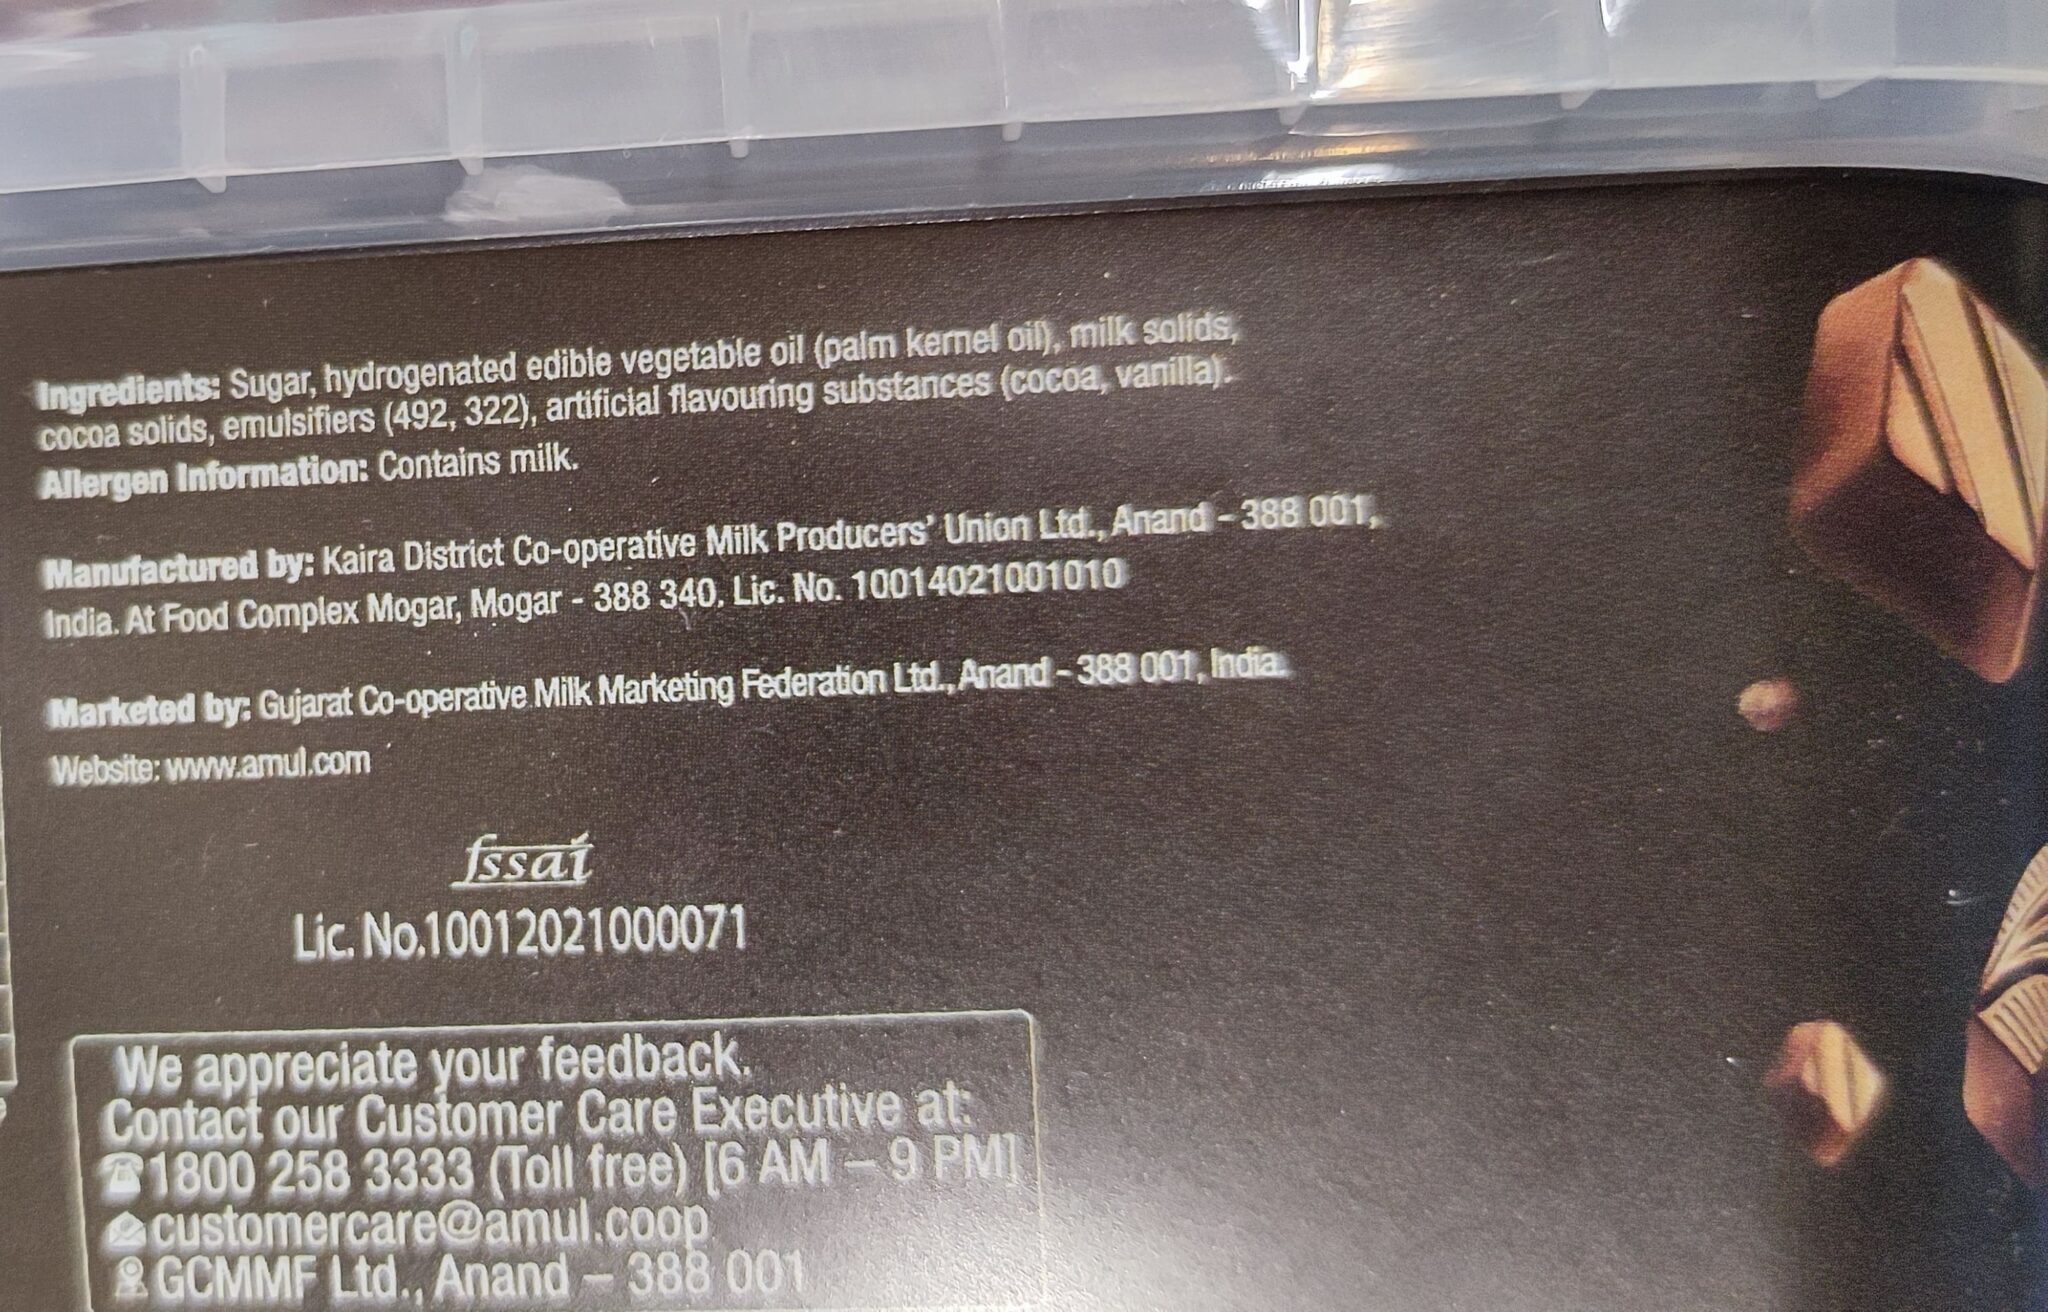 Ingredients: Sugar, hydrogenated edible vegetable oil (palm kernel oil), milk solids,
cocoa solids, emulsifiers (492, 322), artificial flavouring substances (cocoa, vanilla).
Allergen Information: Contains milk.
Manufactured by: Kaira District Co-operative Milk Producers' Union Ltd., Anand - 388 001,
India. At Food Complex Mogar, Mogar - 388 340. Lic. No. 10014021001010
Marketed by: Gujarat Co-operative Milk Marketing Federation Ltd., Anand - 388 001, India.
Website: www.amul.com
fssai
Lic. No.10012021000071
We appreciate your feedback.
Contact our Customer Care Executive at:
1800 258 3333 (Toll free) [6 AM – 9 PM]
customercare@amul.coop
GCMMF Ltd., Anand – 388 001